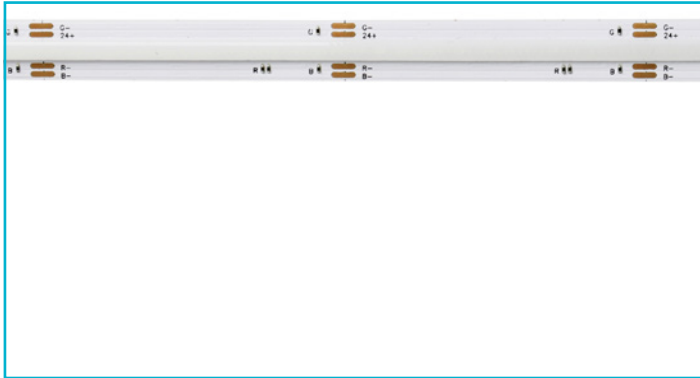 G G- G G- G G-
24+ 24+ 24+
B R- R B R- R B R-
B- B- B-